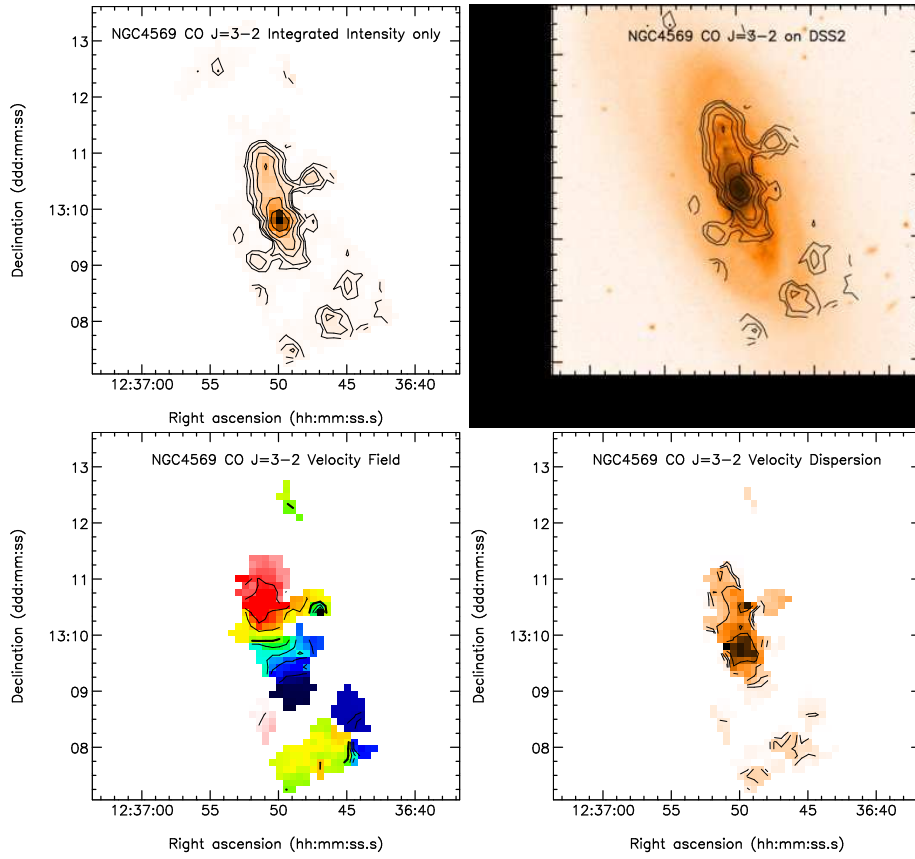 NGC4569 CO J=3-2 Integrated Intensity only
13
12
11
13:10
09
08
Declination (ddd:mm:ss)
12:37:00 55 50 45 36:40
Right ascension (hh:mm:ss.s)
NGC4569 CO J=3-2 on DSS2
NGC4569 CO J=3-2 Velocity Field
13
12
11
13:10
09
08
Declination (ddd:mm:ss)
12:37:00 55 50 45 36:40
Right ascension (hh:mm:ss.s)
NGC4569 CO J=3-2 Velocity Dispersion
13
12
11
13:10
09
08
Declination (ddd:mm:ss)
12:37:00 55 50 45 36:40
Right ascension (hh:mm:ss.s)